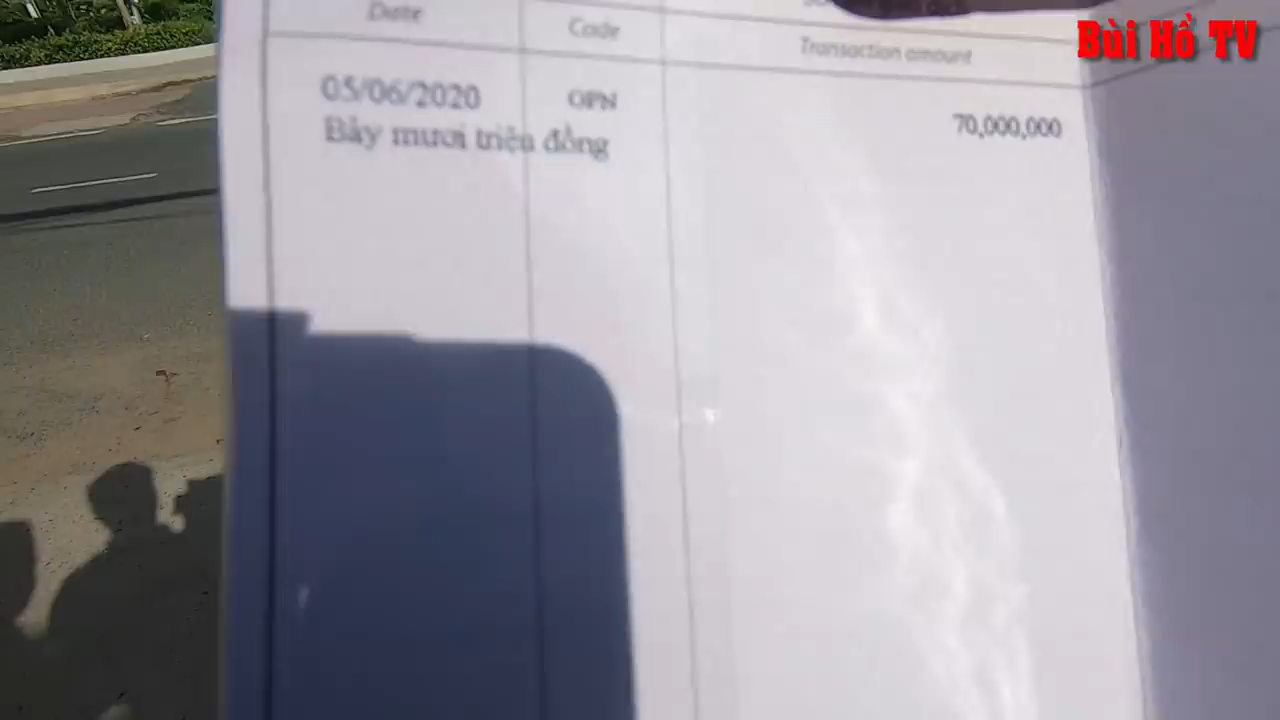 Bùi Hồ TV
Date Code Transaction amount
05/06/2020 OPN 70,000,000
Bảy mươi triệu đồng